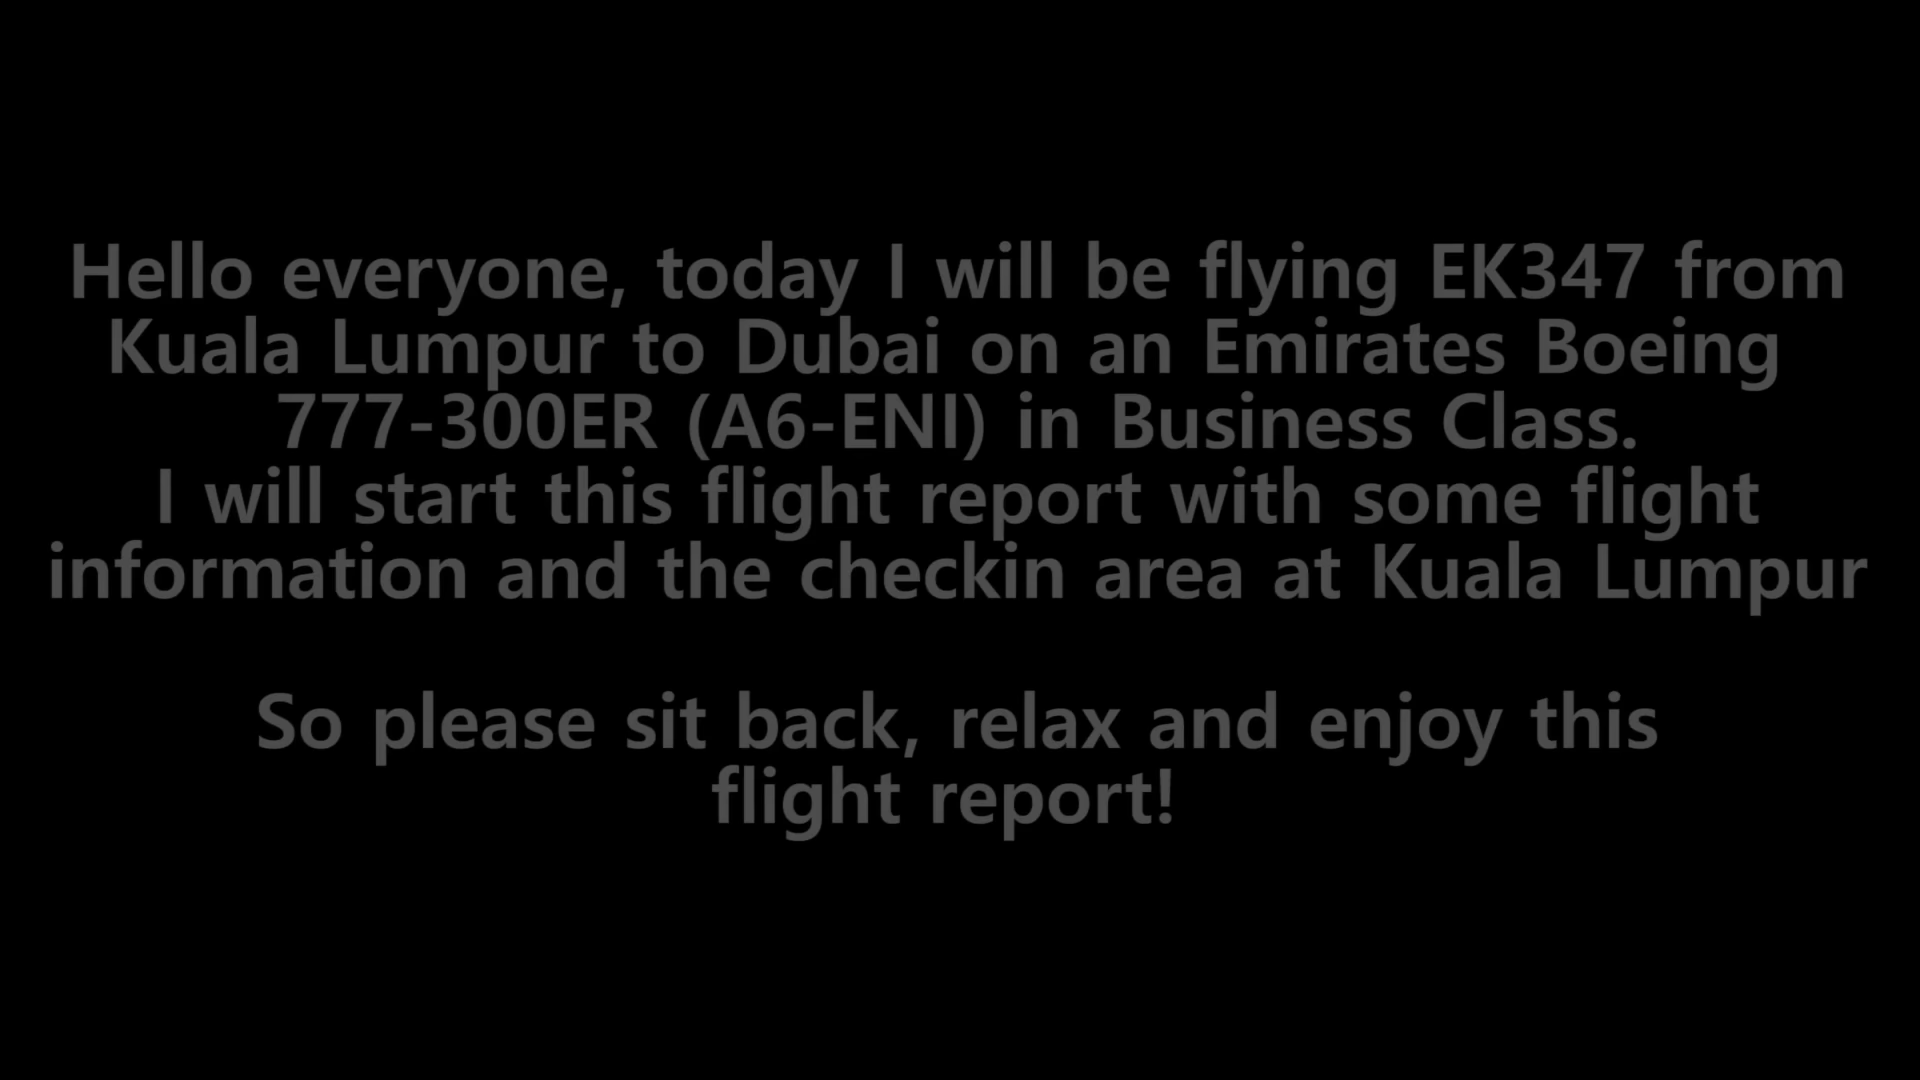 Hello everyone, today I will be flying EK347 from
Kuala Lumpur to Dubai on an Emirates Boeing
777-300ER (A6-ENI) in Business Class.
I will start this flight report with some flight
information and the checkin area at Kuala Lumpur
So please sit back, relax and enjoy this
flight report!